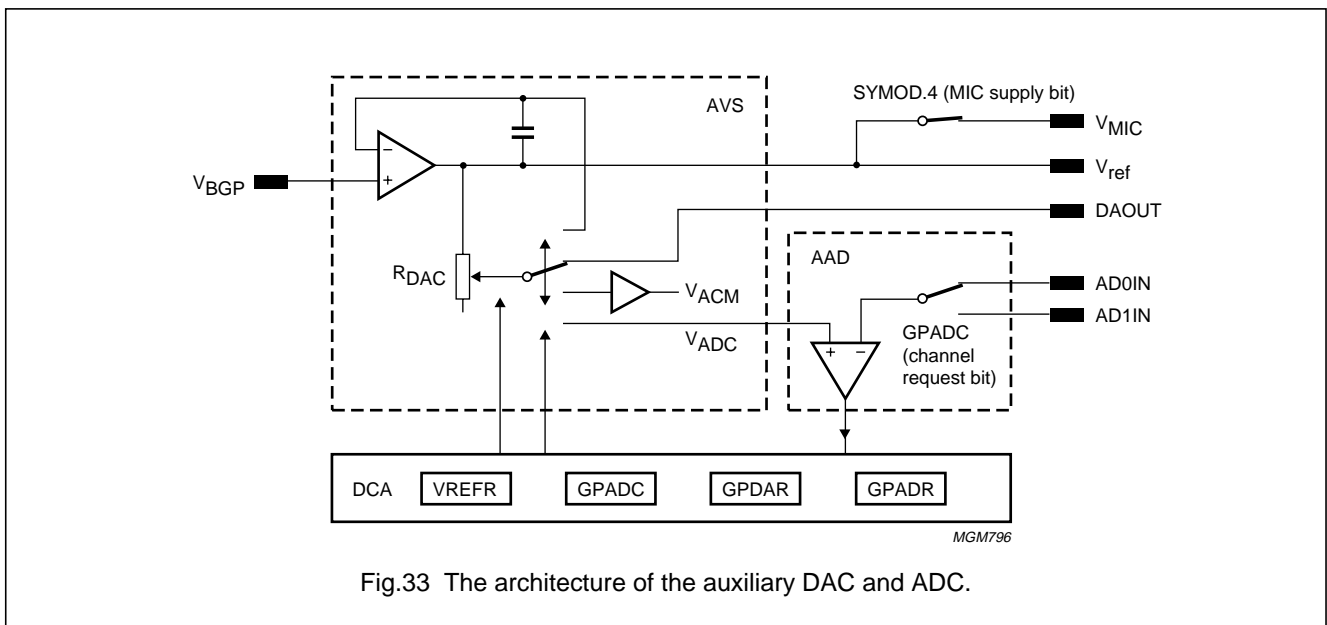 AVS
SYMOD.4 (MIC supply bit)
VMIC
−
+
VBGP
Vref
DAOUT
RDAC
AAD
VACM
AD0IN
AD1IN
VADC
GPADC
(channel
request bit)
+ −
DCA VREFR GPADC GPDAR GPADR
MGM796
Fig.33 The architecture of the auxiliary DAC and ADC.